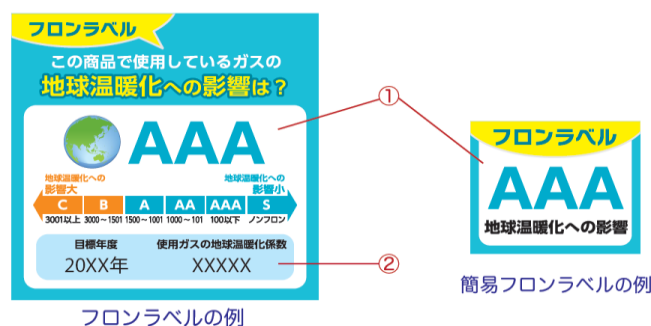 フロンラベル
この商品で使用しているガスの
地球温暖化への影響は?
AAA
地球温暖化への
影響大
地球温暖化への
影響小
C B A AA AAA S
3001以上 3000~1501 1500~1001 1000~101 100以下 ノンフロン
目標年度 使用ガスの地球温暖化係数
20XX年 XXXXX
フロンラベルの例
①
②
フロンラベル
AAA
地球温暖化への影響
簡易フロンラベルの例